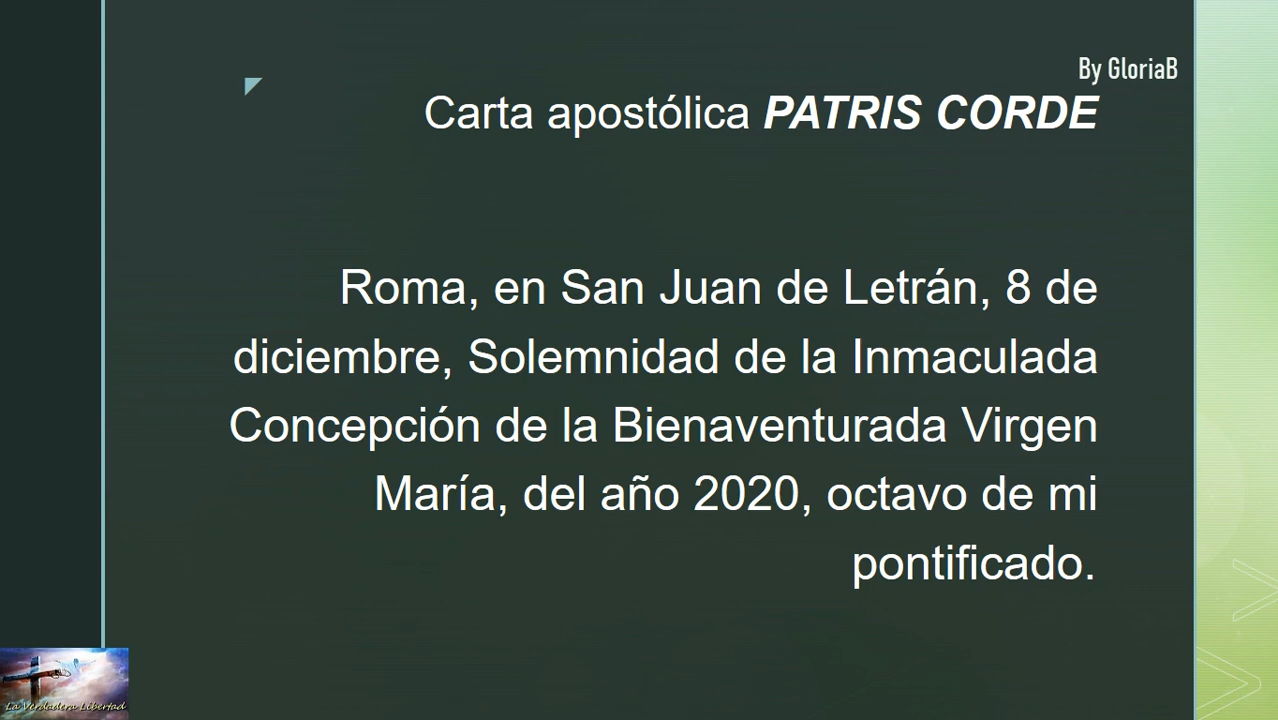 By GloriaB
Carta apostólica PATRIS CORDE
Roma, en San Juan de Letrán, 8 de
diciembre, Solemnidad de la Inmaculada
Concepción de la Bienaventurada Virgen
María, del año 2020, octavo de mi
pontificado.
La Verdadera Libertad